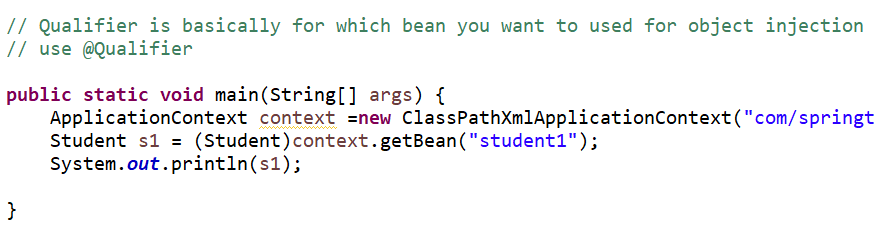 // Qualifier is basically for which bean you want to used for object injection
// use @Qualifier
public static void main(String[] args) {
ApplicationContext context =new ClassPathXmlApplicationContext("com/springt
Student s1 = (Student)context.getBean("student1");
System.out.println(s1);
}